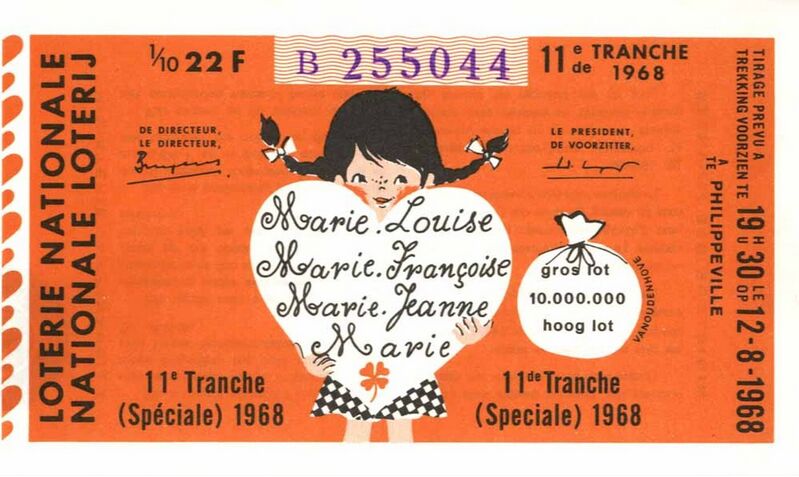 LOTERIE NATIONALE
NATIONALE LOTERIJ
1/10 22 F
B 255044
11e TRANCHE
de 1968
DE DIRECTEUR,
LE DIRECTEUR,
LE PRESIDENT,
DE VOORZITTER,
Marie.Louise
Marie.Françoise
Marie.Jeanne
Marie
gros lot
10.000.000
hoog lot
VANOUDENHOVE
11e Tranche
(Spéciale) 1968
11de Tranche
(Speciale) 1968
TIRAGE PREVU A 19 H 30 LE 12-8-1968
TREKKING VOORZIEN TE U OP
A
TE PHILIPPEVILLE